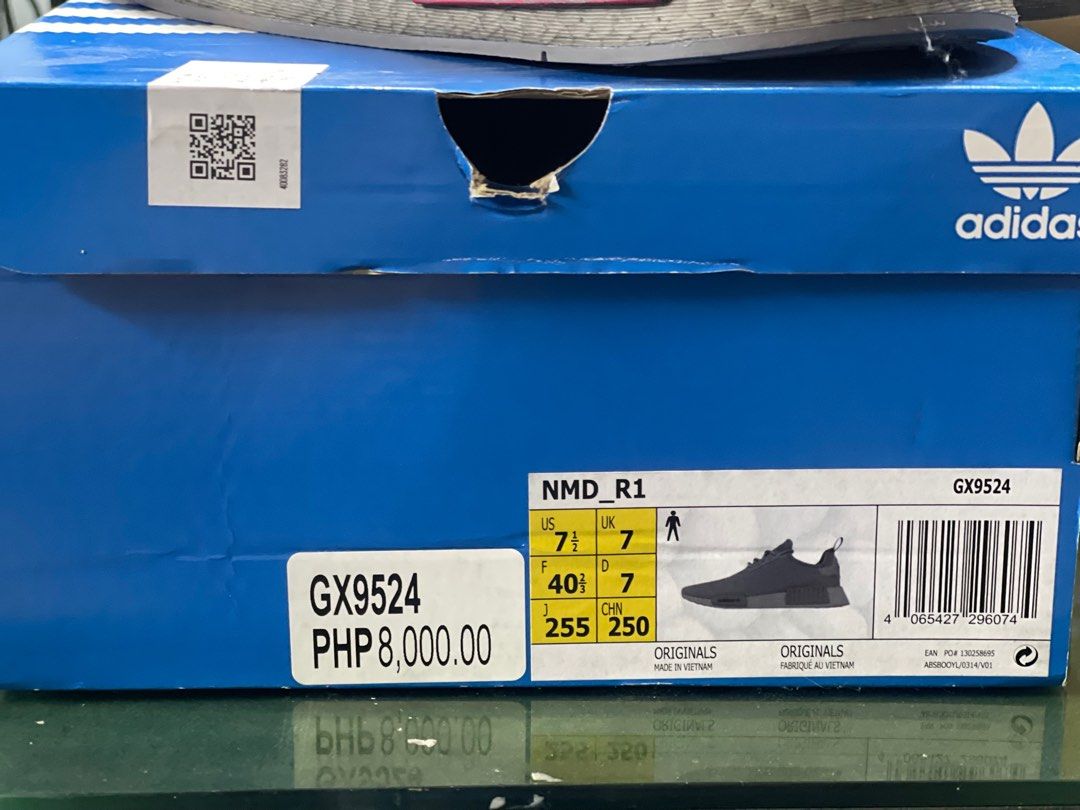 40083282
adidas
NMD_R1
GX9524
US
7½
UK
7
F
40⅔
D
7
J
255
CHN
250
4 065427 296074
ORIGINALS
MADE IN VIETNAM
ORIGINALS
FABRIQUÉ AU VIETNAM
EAN PO# 130258695
ABSBOOYL/0314/V01
GX9524
PHP 8,000.00